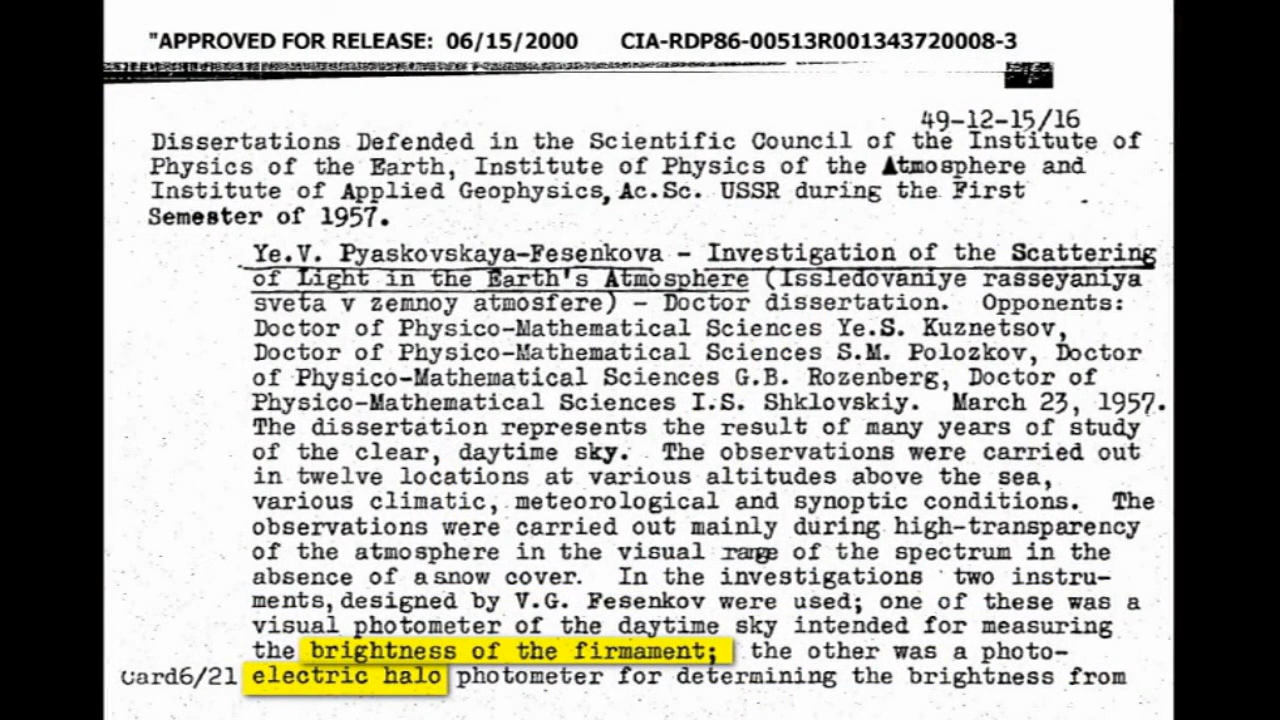 "APPROVED FOR RELEASE: 06/15/2000 CIA-RDP86-00513R001343720008-3
49-12-15/16
Dissertations Defended in the Scientific Council of the Institute of
Physics of the Earth, Institute of Physics of the Atmosphere and
Institute of Applied Geophysics, Ac.Sc. USSR during the First
Semester of 1957.
Ye.V. Pyaskovskaya-Fesenkova - Investigation of the Scattering
of Light in the Earth's Atmosphere (Issledovaniye rasseyaniya
sveta v zemnoy atmosfere) - Doctor dissertation. Opponents:
Doctor of Physico-Mathematical Sciences Ye.S. Kuznetsov,
Doctor of Physico-Mathematical Sciences S.M. Polozkov, Doctor
of Physico-Mathematical Sciences G.B. Rozenberg, Doctor of
Physico-Mathematical Sciences I.S. Shklovskiy. March 23, 1957.
The dissertation represents the result of many years of study
of the clear, daytime sky. The observations were carried out
in twelve locations at various altitudes above the sea,
various climatic, meteorological and synoptic conditions. The
observations were carried out mainly during high-transparency
of the atmosphere in the visual range of the spectrum in the
absence of a snow cover. In the investigations two instru-
ments, designed by V.G. Fesenkov were used; one of these was a
visual photometer of the daytime sky intended for measuring
the brightness of the firmament; the other was a photo-
Card6/21 electric halo photometer for determining the brightness from